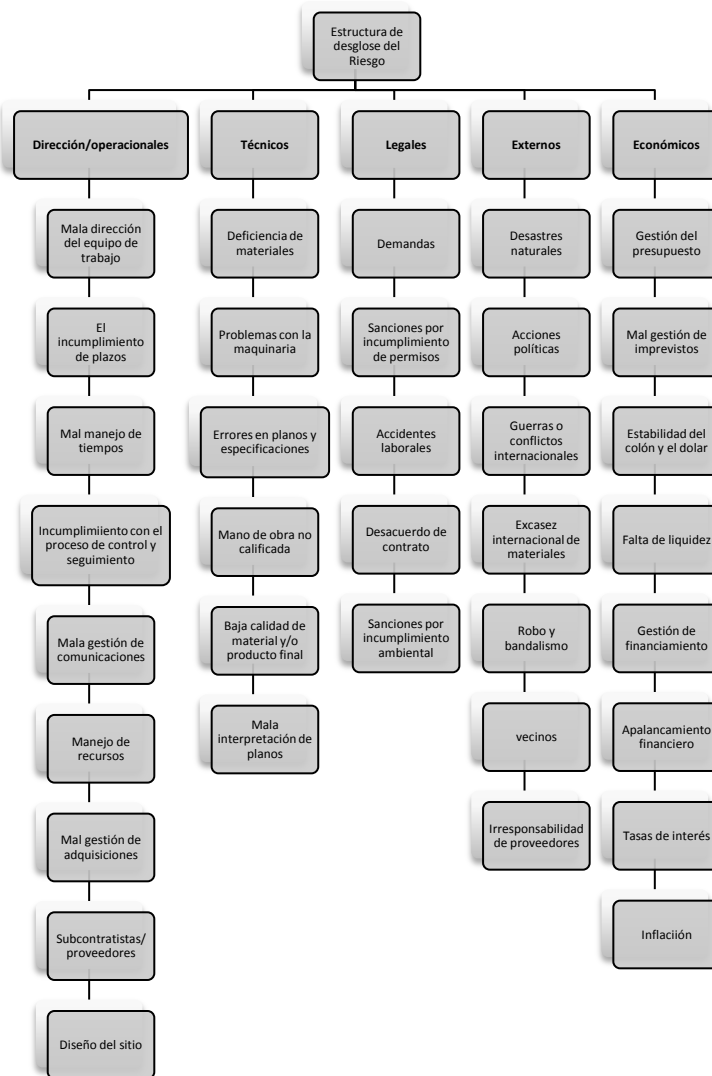 Estructura de
desglose del
Riesgo
Dirección/operacionales
Mala dirección
del equipo de
trabajo
El
incumplimiento
de plazos
Mal manejo de
tiempos
Incumplimiiento con el
proceso de control y
seguimiento
Mala gestión de
comunicaciones
Manejo de
recursos
Mal gestión de
adquisiciones
Subcontratistas/
proveedores
Diseño del sitio
Técnicos
Deficiencia de
materiales
Problemas con la
maquinaria
Errores en planos y
especificaciones
Mano de obra no
calificada
Baja calidad de
material y/o
producto final
Mala
interpretación de
planos
Legales
Demandas
Sanciones por
incumplimiento
de permisos
Accidentes
laborales
Desacuerdo de
contrato
Sanciones por
incumplimiento
ambiental
Externos
Desastres
naturales
Acciones
políticas
Guerras o
conflictos
internacionales
Excasez
internacional de
materiales
Robo y
bandalismo
vecinos
Irresponsabilidad
de proveedores
Económicos
Gestión del
presupuesto
Mal gestión de
imprevistos
Estabilidad del
colón y el dolar
Falta de liquidez
Gestión de
financiamiento
Apalancamiento
financiero
Tasas de interés
Inflaciión